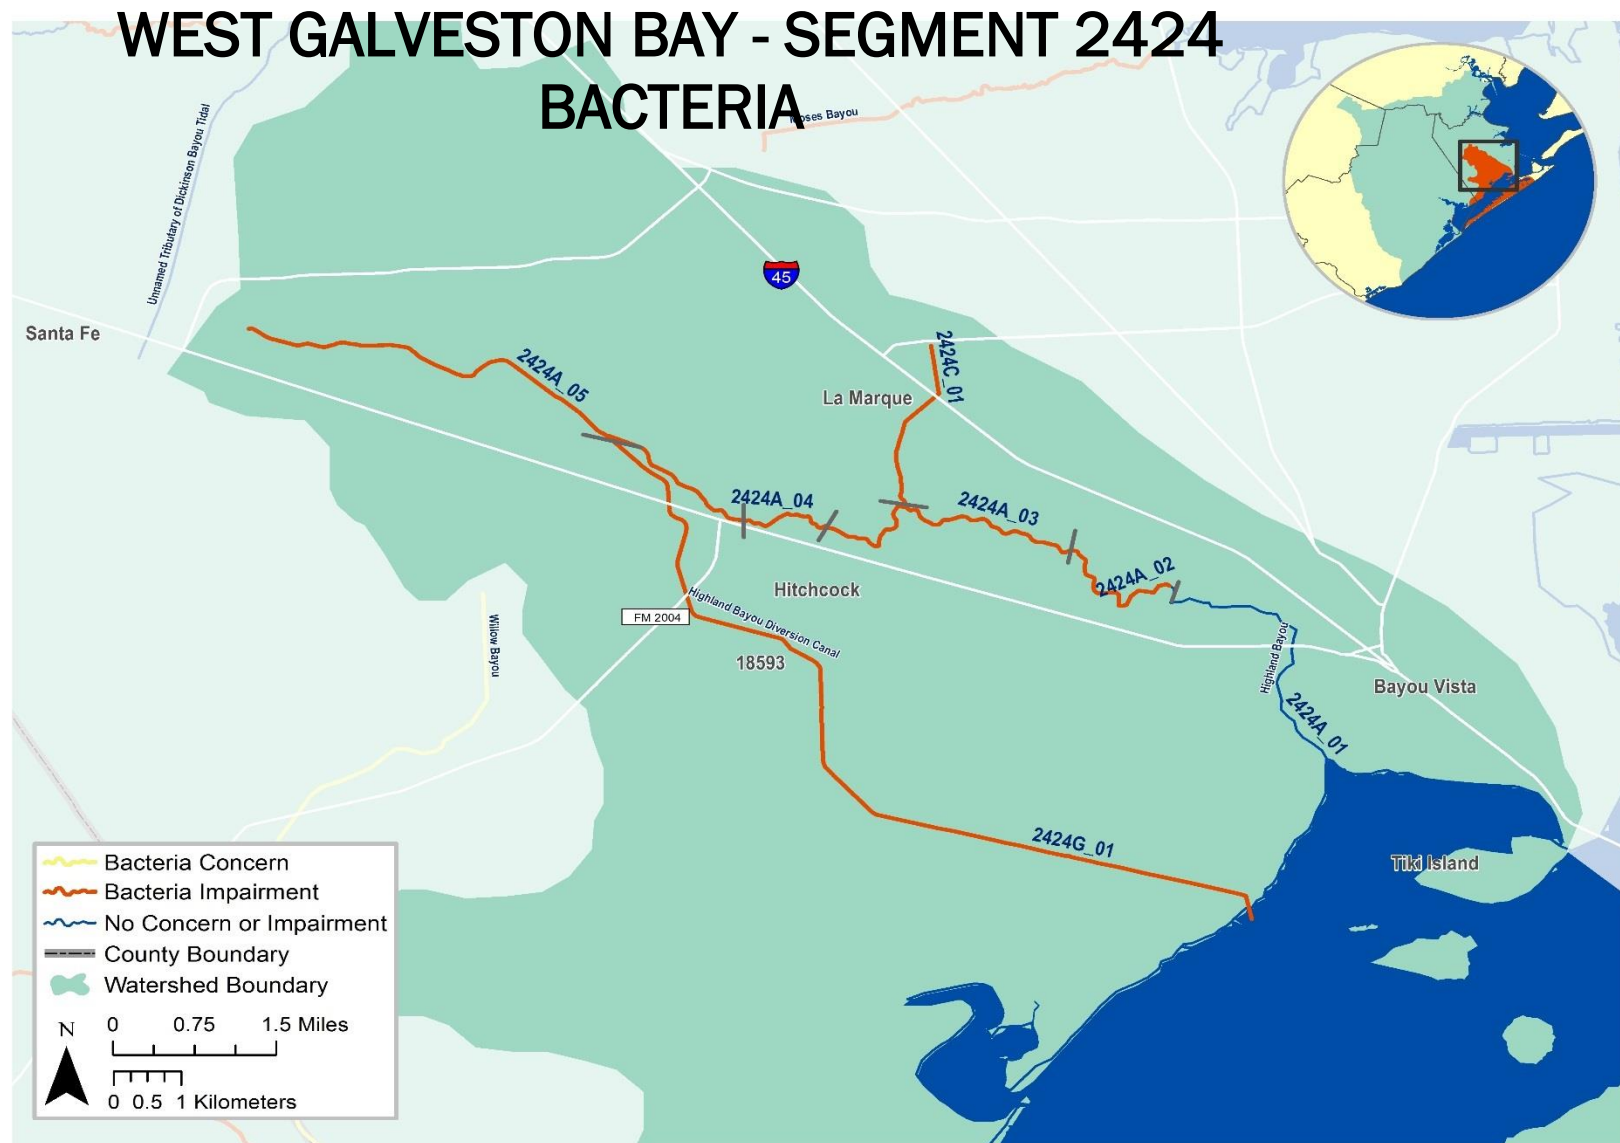 WEST GALVESTON BAY - SEGMENT 2424
BACTERIA
Moses Bayou
Unnamed Tributary of Dickinson Bayou Tidal
45
Santa Fe
2424C_01
2424A_05
La Marque
2424A_04
2424A_03
2424A_02
Hitchcock
Highland Bayou Diversion Canal
FM 2004
Willow Bayou
18593
Highland Bayou
Bayou Vista
2424A_01
2424G_01
Tiki Island
Bacteria Concern
Bacteria Impairment
No Concern or Impairment
County Boundary
Watershed Boundary
N
0 0.75 1.5 Miles
0 0.5 1 Kilometers